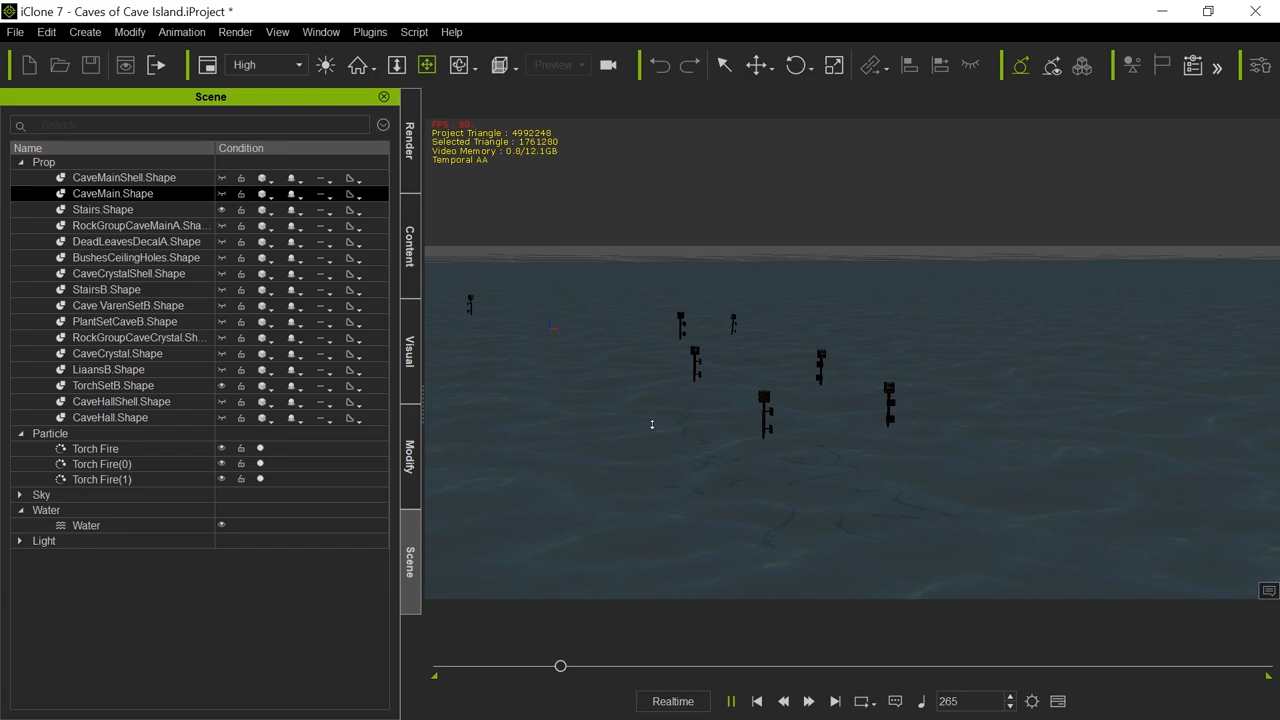 iClone 7 - Caves of Cave Island.iProject *
File Edit Create Modify Animation Render View Window Plugins Script Help
High
Preview
Scene
Search
Name Condition
Prop
CaveMainShell.Shape
CaveMain.Shape
Stairs.Shape
RockGroupCaveMainA.Sha...
DeadLeavesDecalA.Shape
BushesCeilingHoles.Shape
CaveCrystalShell.Shape
StairsB.Shape
Cave VarenSetB.Shape
PlantSetCaveB.Shape
RockGroupCaveCrystal.Sh...
CaveCrystal.Shape
LiaansB.Shape
TorchSetB.Shape
CaveHallShell.Shape
CaveHall.Shape
Particle
Torch Fire
Torch Fire(0)
Torch Fire(1)
Sky
Water
Water
Light
Render
Content
Visual
Modify
Scene
FPS : 60
Project Triangle : 4992248
Selected Triangle : 1761280
Video Memory : 0.8/12.1GB
Temporal AA
Realtime
265